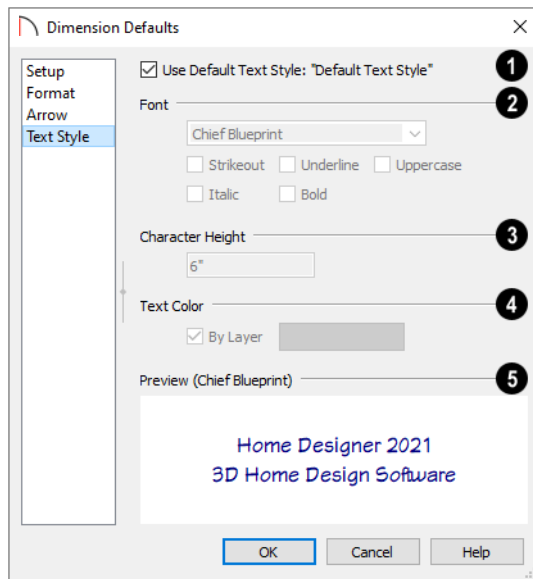 Dimension Defaults
Setup
Format
Arrow
Text Style
Use Default Text Style: "Default Text Style" 1
Font 2
Chief Blueprint
Strikeout Underline Uppercase
Italic Bold
Character Height 3
6"
Text Color 4
By Layer
Preview (Chief Blueprint) 5
Home Designer 2021
3D Home Design Software
OK Cancel Help